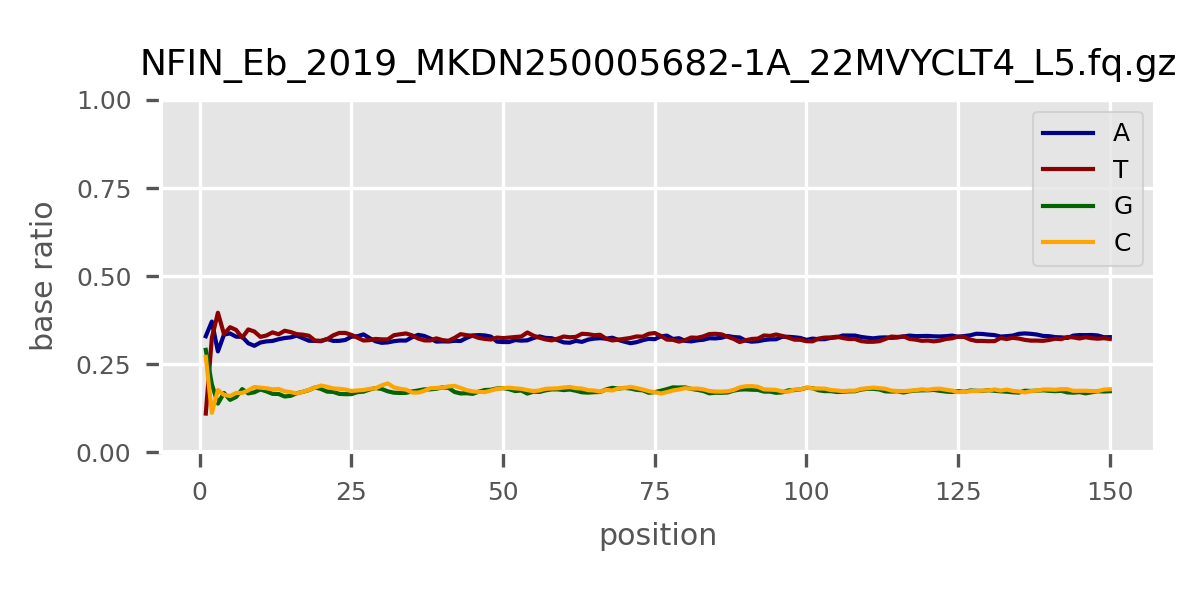 NFIN_Eb_2019_MKDN250005682-1A_22MVYCLT4_L5.fq.gz
1.00
0.75
0.50
0.25
0.00
base ratio
A
T
G
C
0 25 50 75 100 125 150
position